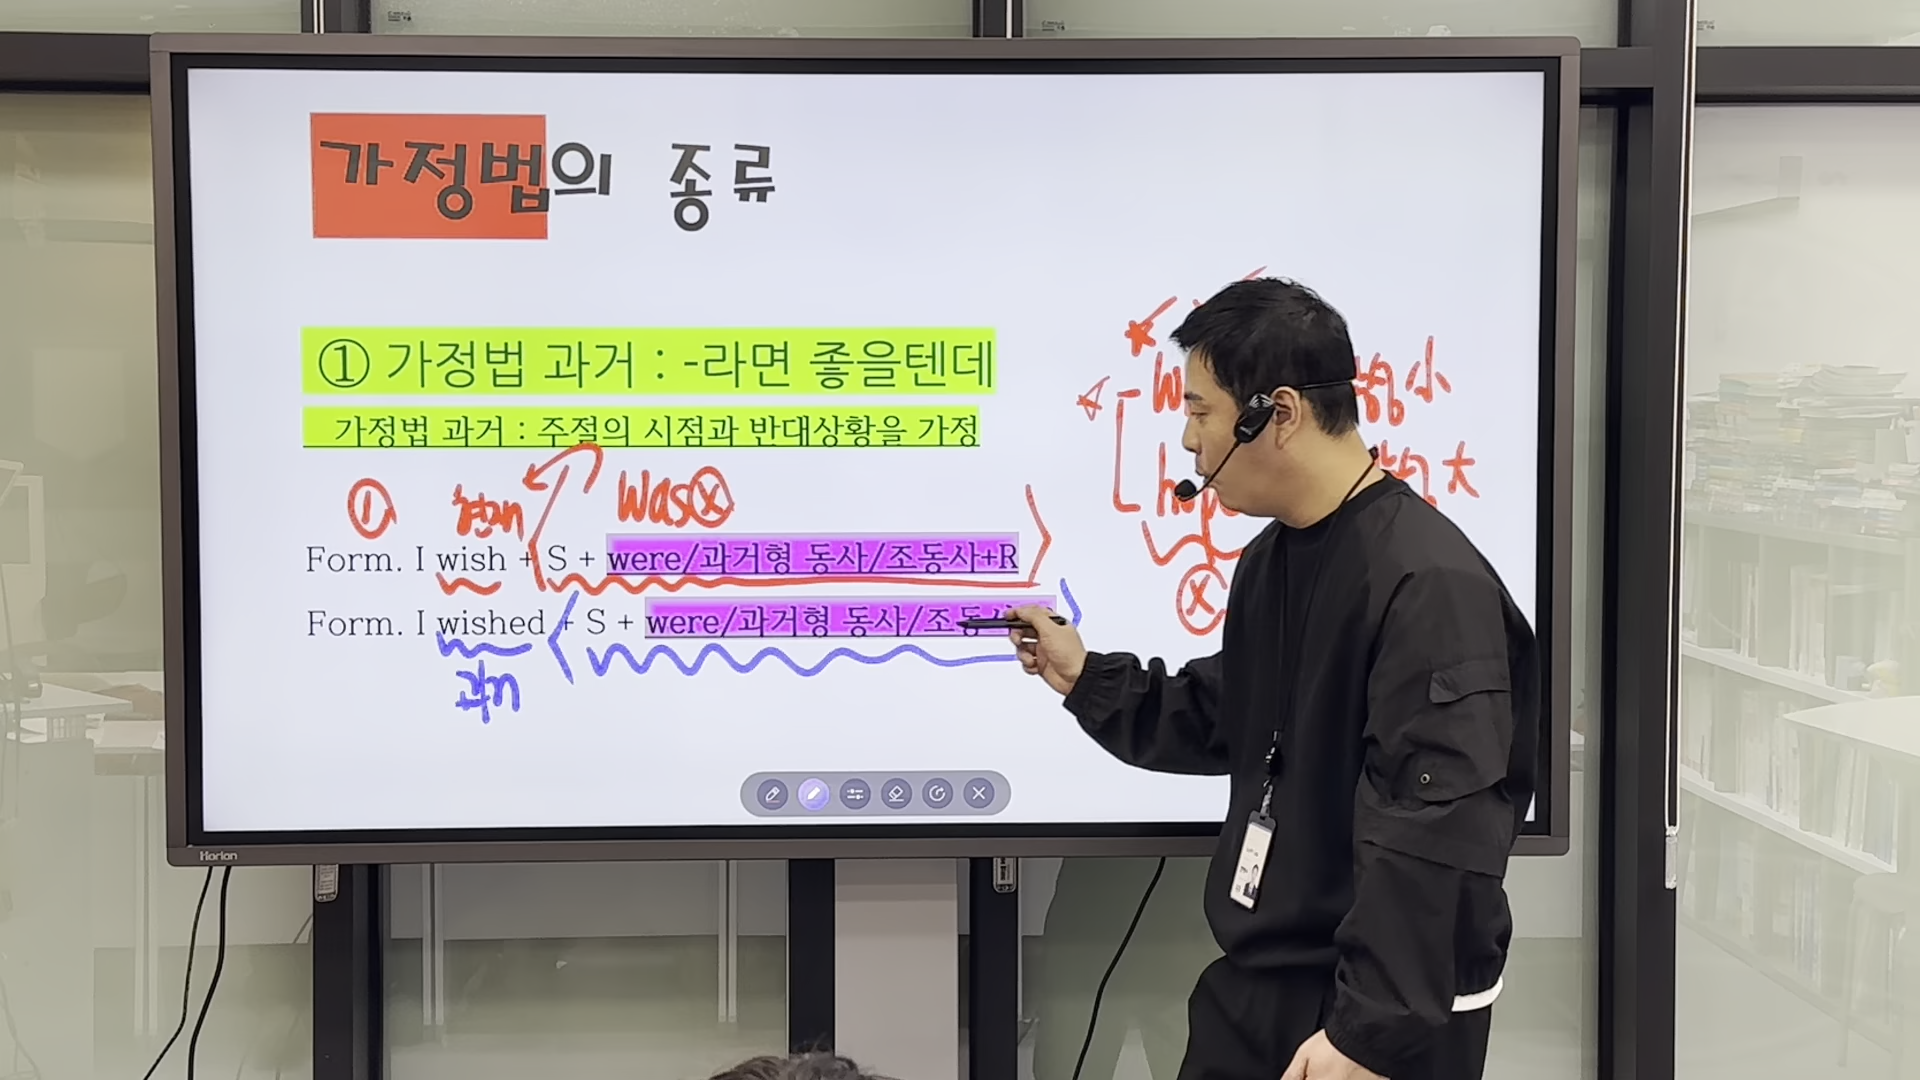 가정법의 종류
① 가정법 과거 : -라면 좋을텐데
가정법 과거 : 주절의 시점과 반대상황을 가정
① 현재 was ⓧ
Form. I wish + S + were/과거형 동사/조동사+R
Form. I wished + S + were/과거형 동사/조동사
과거
小
hope 大
ⓧ
Horion